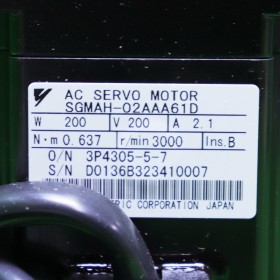 AC SERVO MOTOR
SGMAH-02AAA61D
W 200 V 200 A 2.1
N·m 0.637 r/min 3000 Ins.B
O/N 3P4305-5-7
S/N D0136B323410007
CORPORATION JAPAN